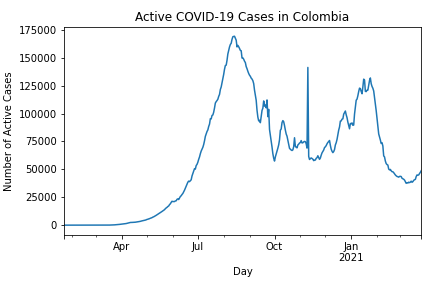 Active COVID-19 Cases in Colombia
175000
150000
125000
100000
75000
50000
25000
0
Number of Active Cases
Apr
Jul
Oct
Jan
2021
Day